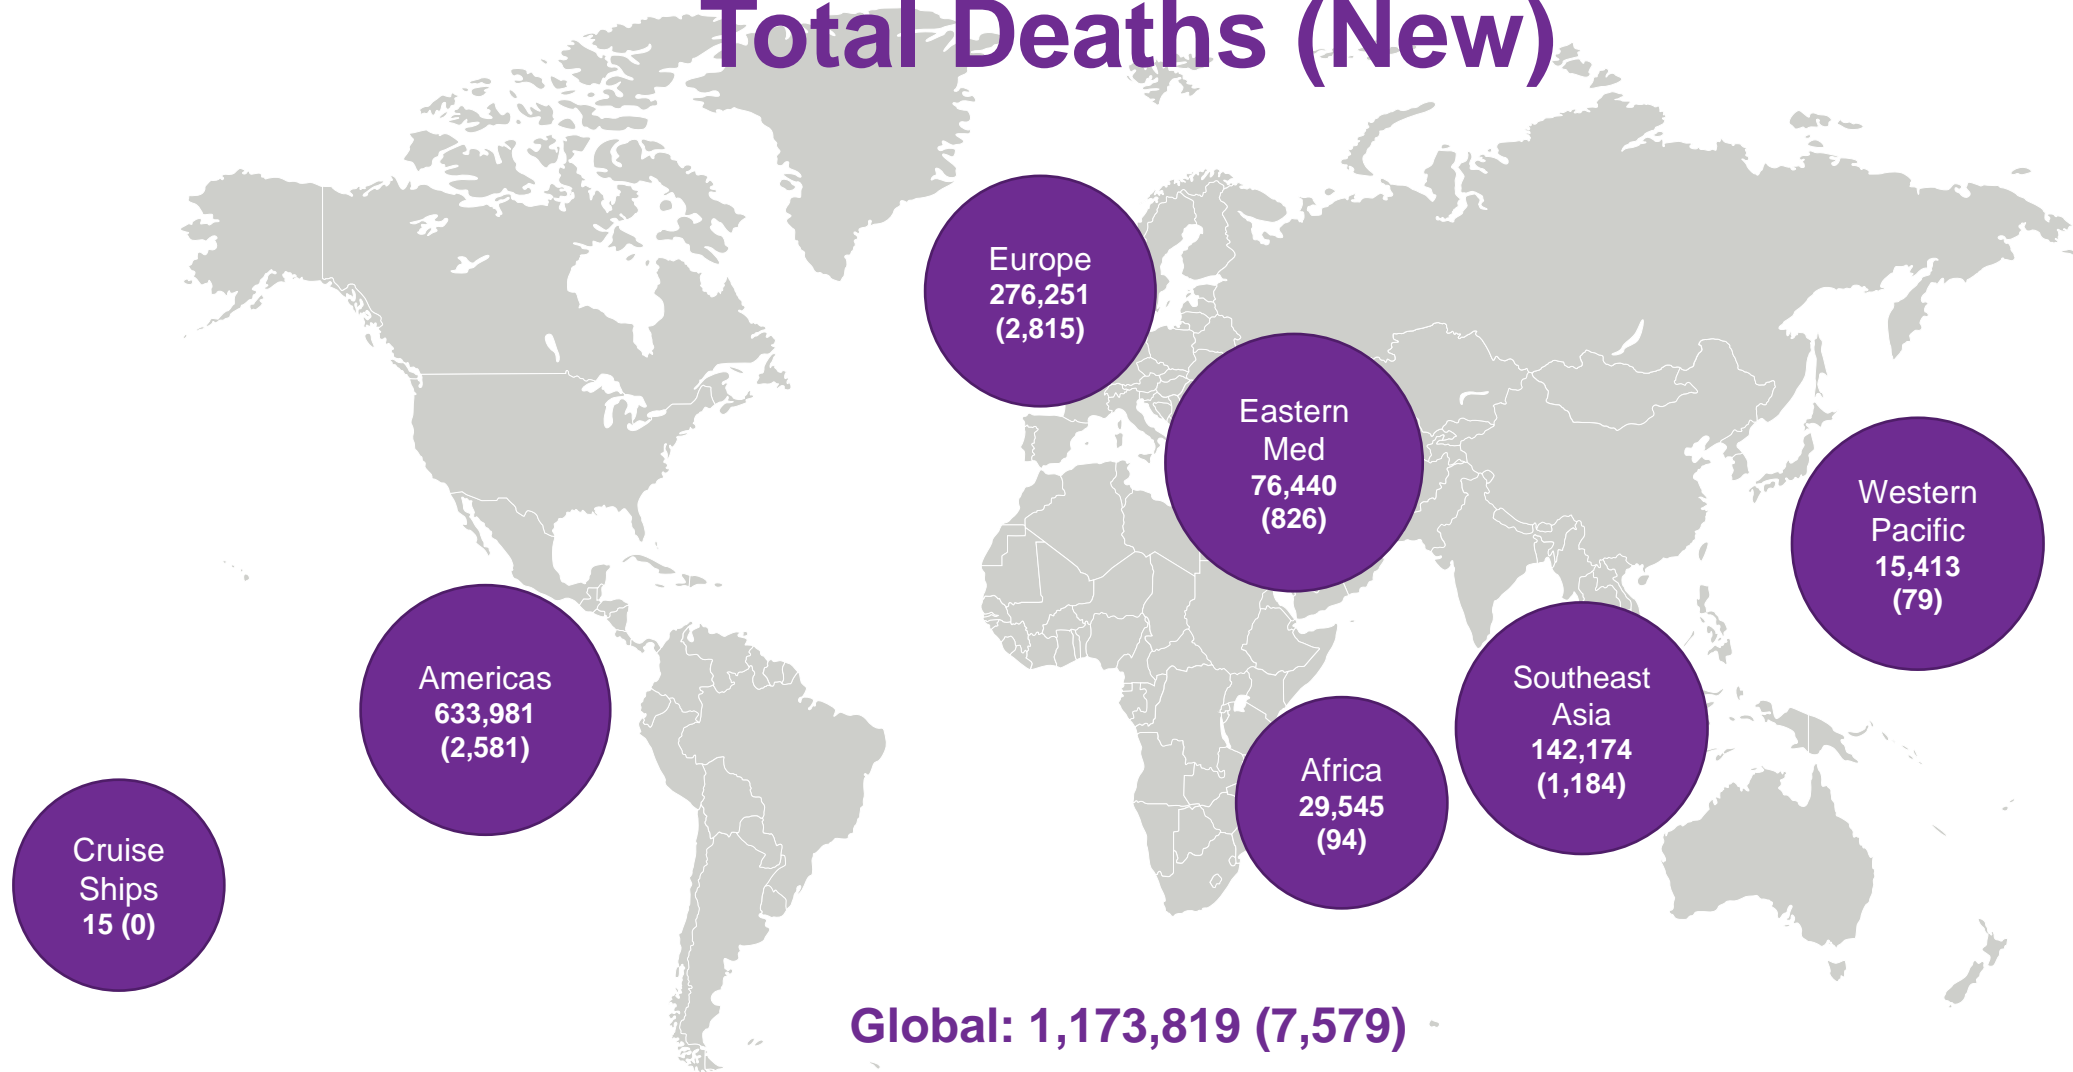 Total Deaths (New)
Europe
276,251
(2,815)
Eastern
Med
76,440
(826)
Western
Pacific
15,413
(79)
Americas
633,981
(2,581)
Southeast
Asia
142,174
(1,184)
Africa
29,545
(94)
Cruise
Ships
15 (0)
Global: 1,173,819 (7,579)